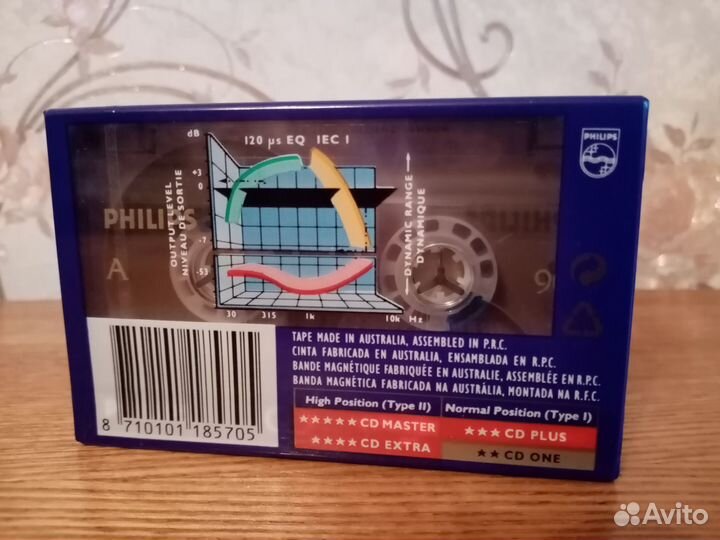 dB
120 µs EQ IEC I
PHILIPS
+3
0
-7
-53
OUTPUT LEVEL
NIVEAU DE SORTIE
DYNAMIC RANGE
DYNAMIQUE
PHILIPS
A
30 315 1k 10k Hz
TAPE MADE IN AUSTRALIA, ASSEMBLED IN P.R.C.
CINTA FABRICADA EN AUSTRALIA, ENSAMBLADA EN R.P.C.
BANDE MAGNÉTIQUE FABRIQUÉE EN AUSTRALIE, ASSEMBLÉE EN R.P.C.
BANDA MAGNÉTICA FABRICADA NA AUSTRÁLIA, MONTADA NA R.F.C.
High Position (Type II) Normal Position (Type I)
★★★★★ CD MASTER ★★★ CD PLUS
★★★★ CD EXTRA ★★ CD ONE
8 710101 185705
Avito